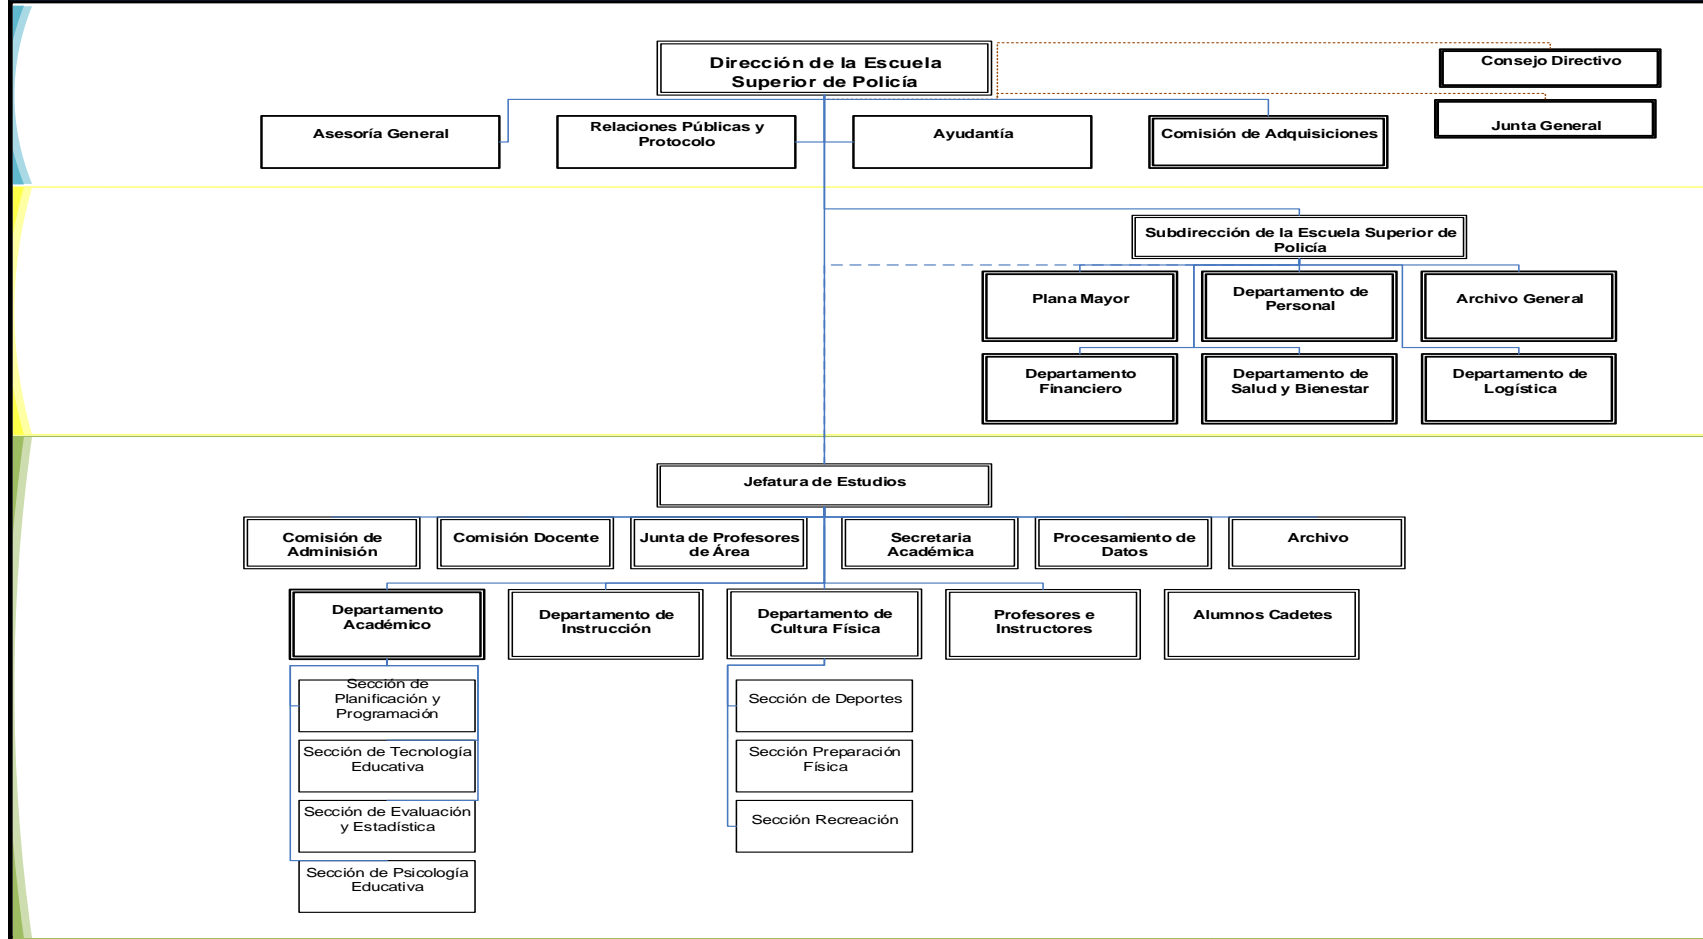 Dirección de la Escuela
Superior de Policía
Consejo Directivo
Junta General
Asesoría General
Relaciones Públicas y
Protocolo
Ayudantía
Comisión de Adquisiciones
Subdirección de la Escuela Superior de
Policía
Plana Mayor
Departamento de
Personal
Archivo General
Departamento
Financiero
Departamento de
Salud y Bienestar
Departamento de
Logística
Jefatura de Estudios
Comisión de
Adminisión
Comisión Docente
Junta de Profesores
de Área
Secretaria
Académica
Procesamiento de
Datos
Archivo
Departamento
Académico
Departamento de
Instrucción
Departamento de
Cultura Física
Profesores e
Instructores
Alumnos Cadetes
Sección de
Planificación y
Programación
Sección de Tecnología
Educativa
Sección de Evaluación
y Estadística
Sección de Psicología
Educativa
Sección de Deportes
Sección Preparación
Física
Sección Recreación